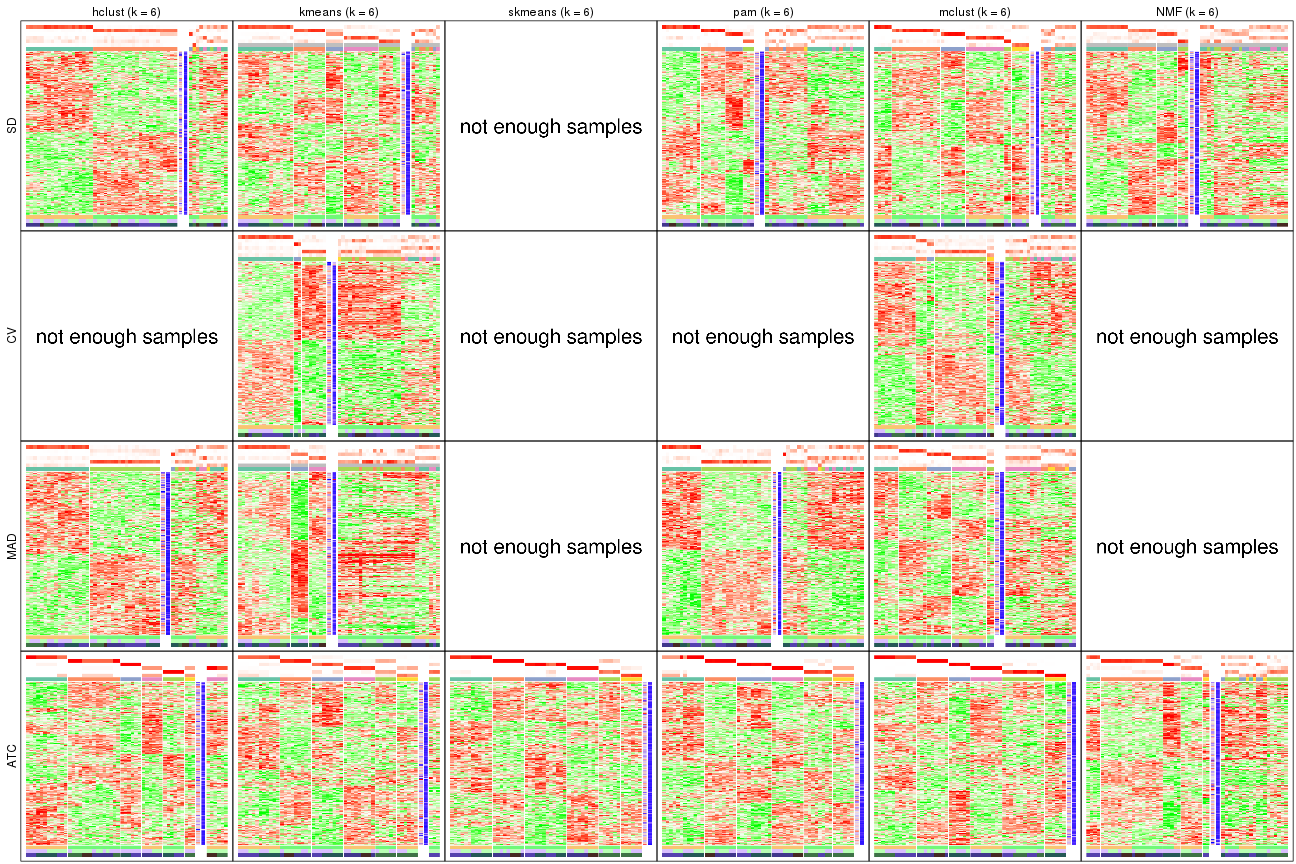 hclust (k = 6) kmeans (k = 6) skmeans (k = 6) pam (k = 6) mclust (k = 6) NMF (k = 6)
SD not enough samples
CV not enough samples not enough samples not enough samples not enough samples
MAD not enough samples not enough samples
ATC